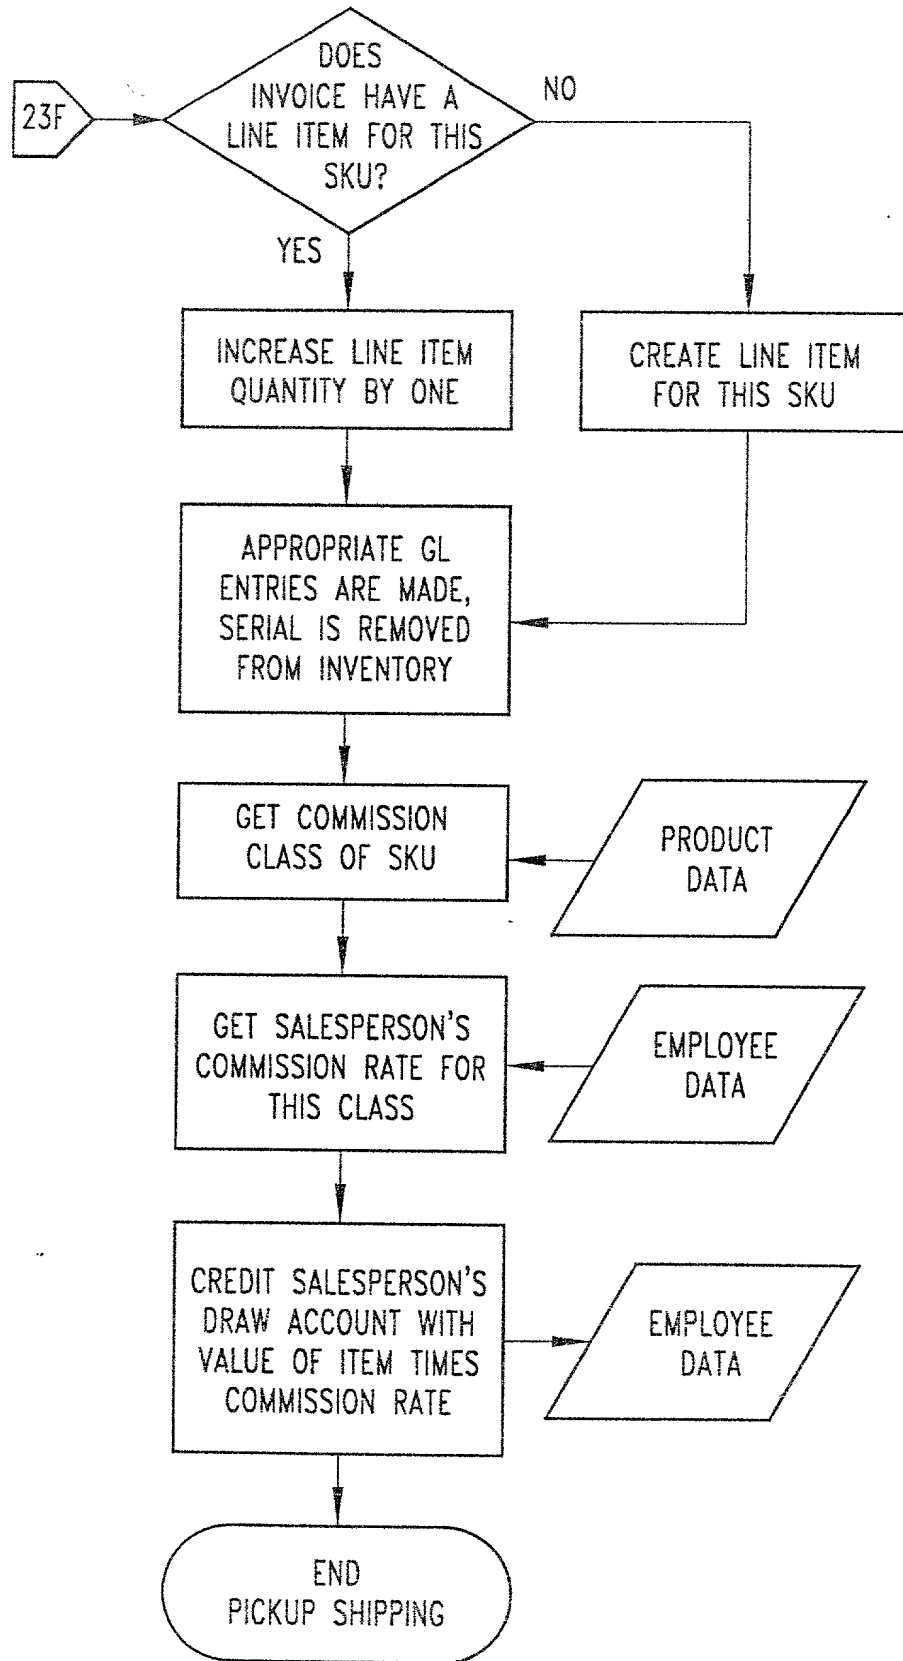 23F
DOES
INVOICE HAVE A
LINE ITEM FOR THIS
SKU?
NO
YES
INCREASE LINE ITEM
QUANTITY BY ONE
CREATE LINE ITEM
FOR THIS SKU
APPROPRIATE GL
ENTRIES ARE MADE,
SERIAL IS REMOVED
FROM INVENTORY
GET COMMISSION
CLASS OF SKU
PRODUCT
DATA
GET SALESPERSON'S
COMMISSION RATE FOR
THIS CLASS
EMPLOYEE
DATA
CREDIT SALESPERSON'S
DRAW ACCOUNT WITH
VALUE OF ITEM TIMES
COMMISSION RATE
EMPLOYEE
DATA
END
PICKUP SHIPPING